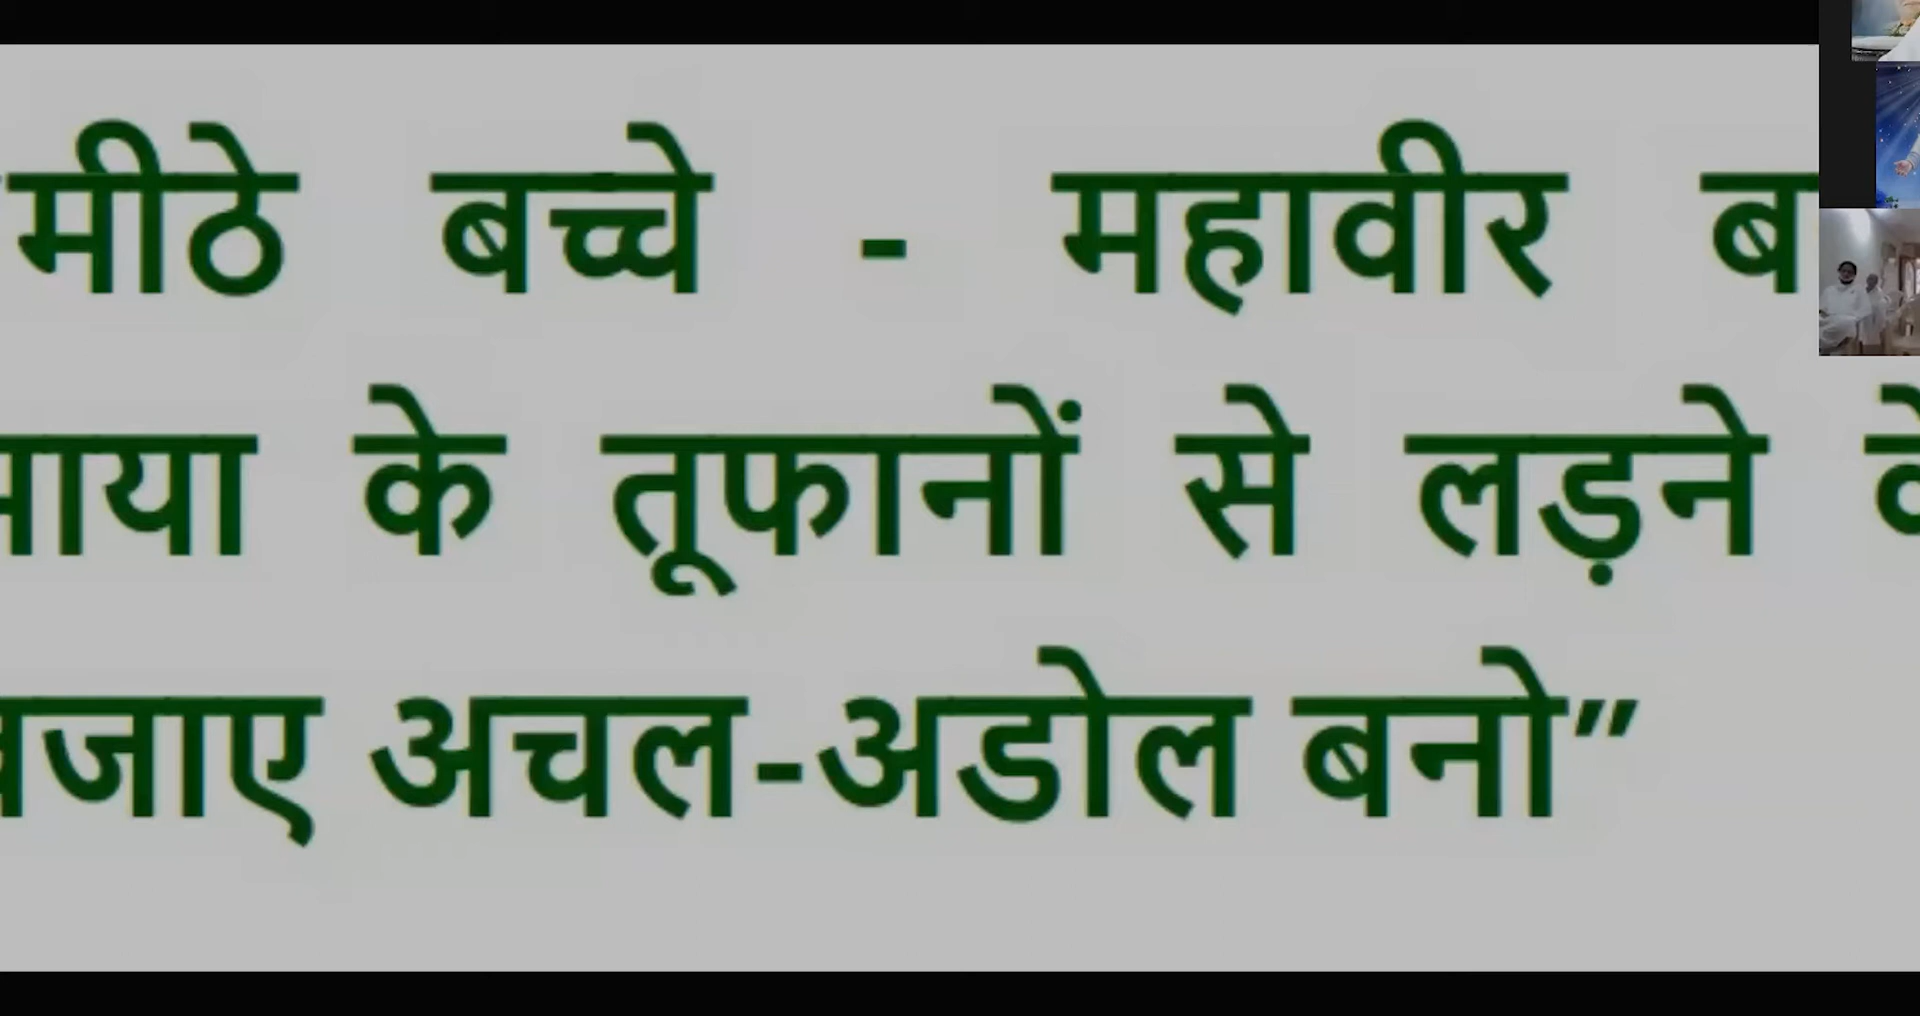 मीठे बच्चे - महावीर
के तूफानों से लड़ने
अचल-अडोल बनो”